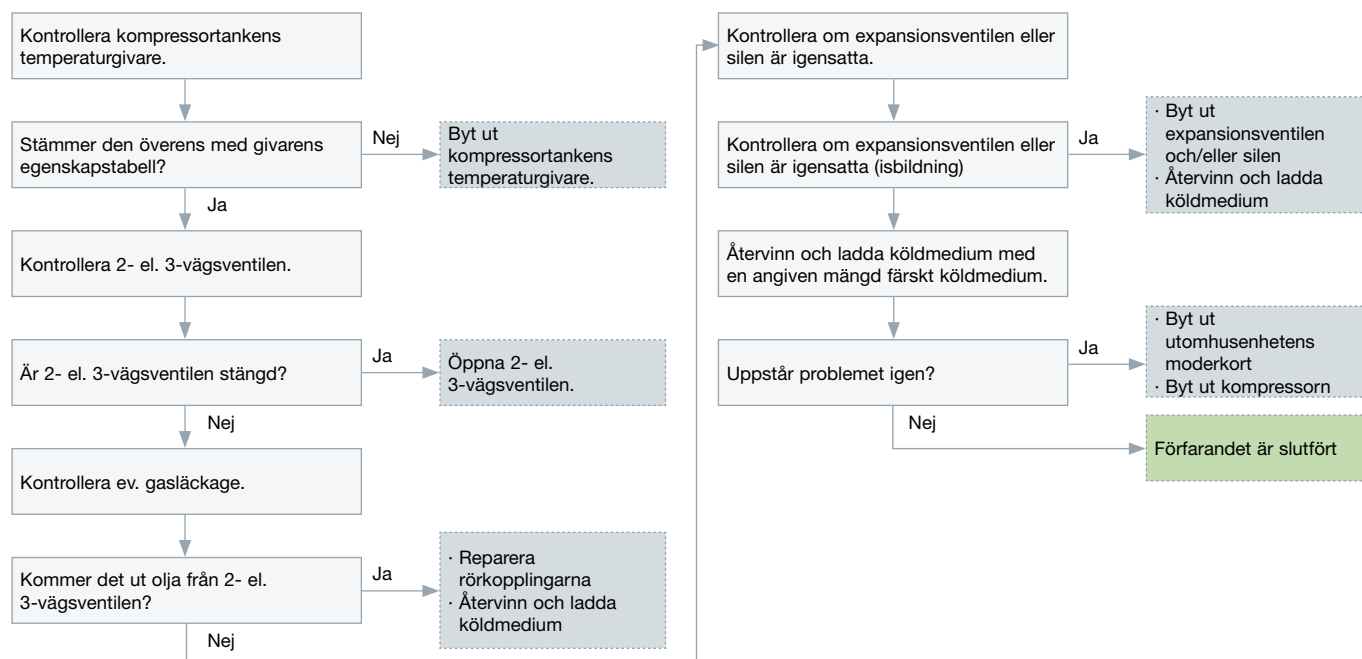 Kontrollera kompressortankens
temperaturgivare.
Stämmer den överens med givarens
egenskapstabell?
Nej
Byt ut
kompressortankens
temperaturgivare.
Ja
Kontrollera 2- el. 3-vägsventilen.
Är 2- el. 3-vägsventilen stängd?
Ja
Öppna 2- el.
3-vägsventilen.
Nej
Kontrollera ev. gasläckage.
Kommer det ut olja från 2- el.
3-vägsventilen?
Ja
· Reparera
rörkopplingarna
· Återvinn och ladda
köldmedium
Nej
Kontrollera om expansionsventilen eller
silen är igensatta.
Kontrollera om expansionsventilen eller
silen är igensatta (isbildning)
Ja
· Byt ut
expansionsventilen
och/eller silen
· Återvinn och ladda
köldmedium
Återvinn och ladda köldmedium med
en angiven mängd färskt köldmedium.
Uppstår problemet igen?
Ja
· Byt ut
utomhusenhetens
moderkort
· Byt ut kompressorn
Nej
Förfarandet är slutfört